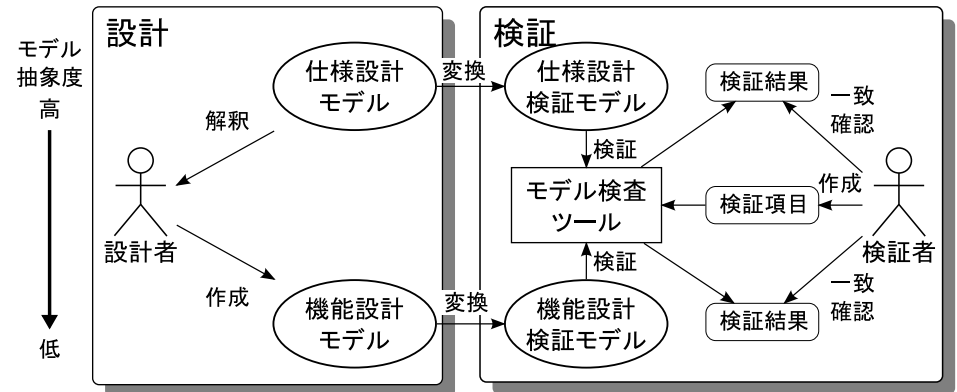 モデル
抽象度
高
低
設計
仕様設計
モデル
解釈
設計者
作成
機能設計
モデル
変換
変換
検証
仕様設計
検証モデル
検証
モデル検査
ツール
検証
機能設計
検証モデル
検証結果
一致
確認
検証項目
作成
検証者
一致
確認
検証結果